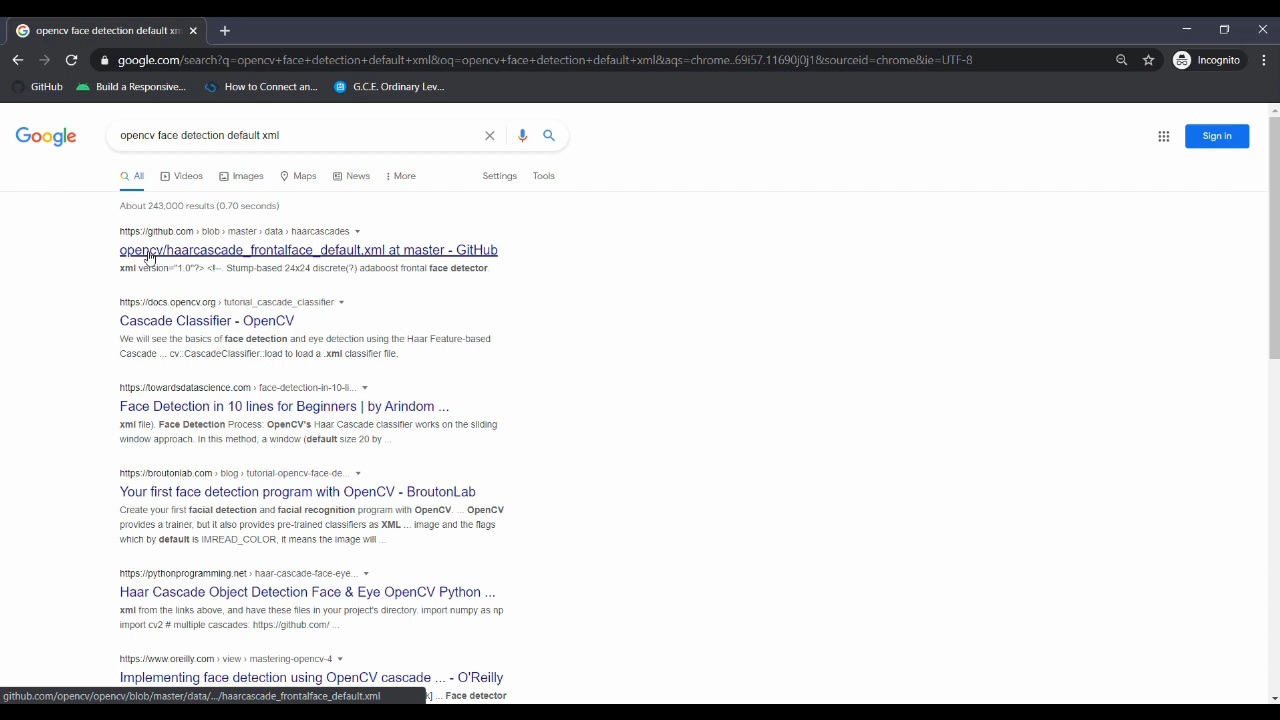 opencv face detection default xm
google.com/search?q=opencv+face+detection+default+xml&oq=opencv+face+detection+default+xml&aqs=chrome..69i57.11690j0j1&sourceid=chrome&ie=UTF-8
Incognito
GitHub
Build a Responsive...
How to Connect an...
G.C.E. Ordinary Lev...
Google
opencv face detection default xml
Sign in
All
Videos
Images
Maps
News
More
Settings
Tools
About 243,000 results (0.70 seconds)
https://github.com › blob › master › data › haarcascades
opencv/haarcascade_frontalface_default.xml at master - GitHub
xml version="1.0"?> <!--. Stump-based 24x24 discrete(?) adaboost frontal face detector.
https://docs.opencv.org › tutorial_cascade_classifier
Cascade Classifier - OpenCV
We will see the basics of face detection and eye detection using the Haar Feature-based
Cascade ... cv::CascadeClassifier::load to load a .xml classifier file.
https://towardsdatascience.com › face-detection-in-10-li...
Face Detection in 10 lines for Beginners | by Arindom ...
xml file). Face Detection Process: OpenCV's Haar Cascade classifier works on the sliding
window approach. In this method, a window (default size 20 by ...
https://broutonlab.com › blog › tutorial-opencv-face-de...
Your first face detection program with OpenCV - BroutonLab
Create your first facial detection and facial recognition program with OpenCV. ... OpenCV
provides a trainer, but it also provides pre-trained classifiers as XML ... image and the flags
which by default is IMREAD_COLOR, it means the image will ...
https://pythonprogramming.net › haar-cascade-face-eye...
Haar Cascade Object Detection Face & Eye OpenCV Python ...
xml from the links above, and have these files in your project's directory. import numpy as np
import cv2 # multiple cascades: https://github.com/ ...
https://www.oreilly.com › view › mastering-opencv-4
Implementing face detection using OpenCV cascade ... - O'Reilly
github.com/opencv/opencv/blob/master/data/.../haarcascade_frontalface_default.xml
] ... Face detector